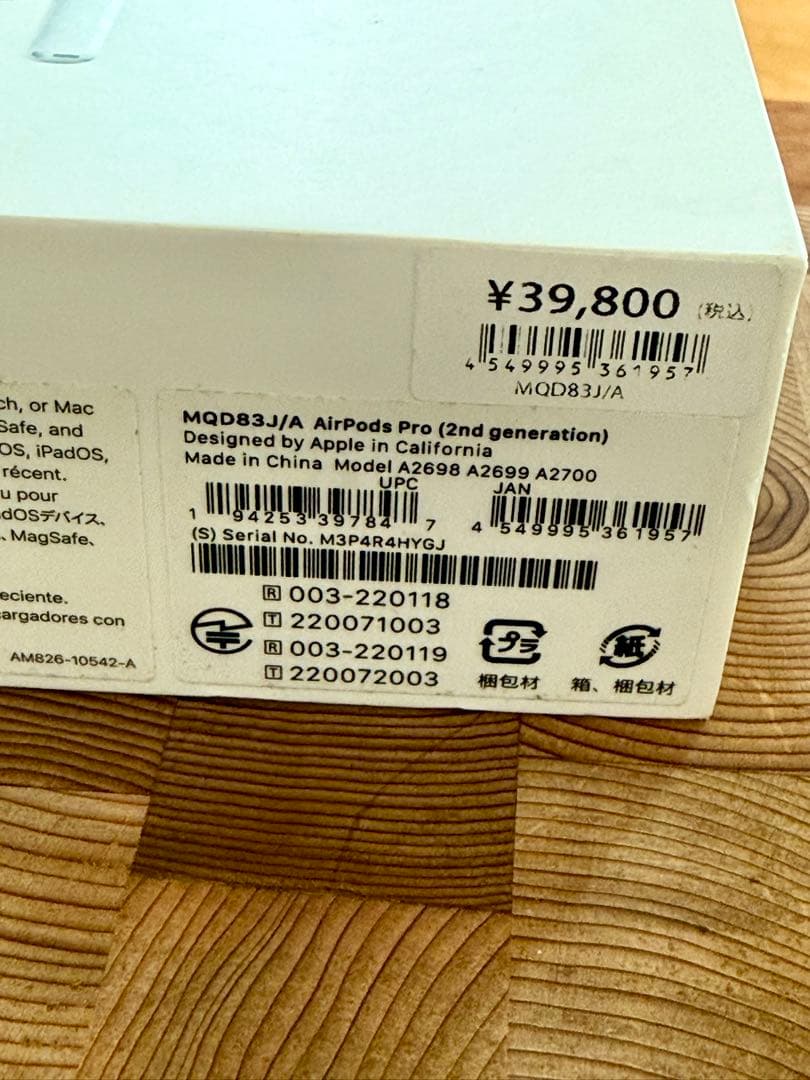 ¥39,800 (税込)
4 549995 361957
MQD83J/A
ch, or Mac
Safe, and
OS, iPadOS,
récent.
u pour
dOSデバイス、
、MagSafe、
eciente.
argadores con
AM826-10542-A
MQD83J/A AirPods Pro (2nd generation)
Designed by Apple in California
Made in China Model A2698 A2699 A2700
UPC JAN
1 94253 39784 7 4 549995 361957
(S) Serial No. M3P4R4HYGJ
R 003-220118
T 220071003
R 003-220119
T 220072003
プラ 紙
梱包材 箱、梱包材